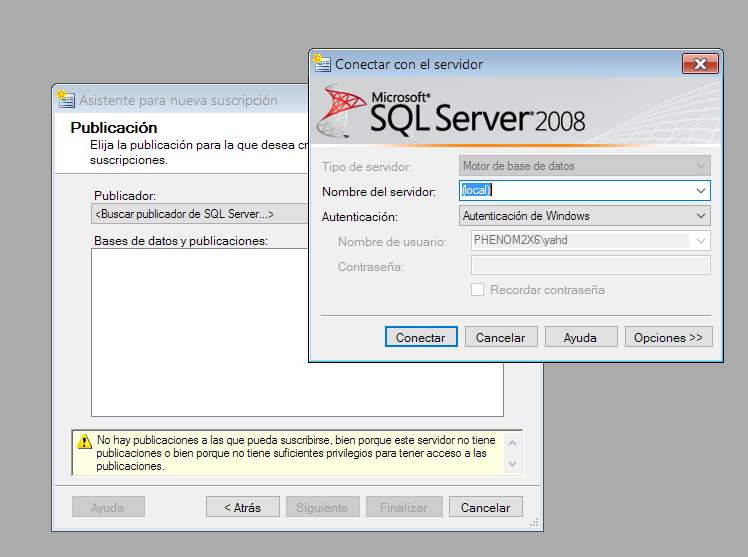 Conectar con el servidor
Microsoft®
SQL Server®2008
Tipo de servidor: Motor de base de datos
Nombre del servidor: (local)
Autenticación: Autenticación de Windows
Nombre de usuario: PHENOM2X6\yahd
Contraseña:
Recordar contraseña
Conectar Cancelar Ayuda Opciones >>
Asistente para nueva suscripción
Publicación
Elija la publicación para la que desea
suscripciones.
Publicador:
<Buscar publicador de SQL Server...>
Bases de datos y publicaciones:
No hay publicaciones a las que pueda suscribirse, bien porque este servidor no tiene
publicaciones o bien porque no tiene suficientes privilegios para tener acceso a las
publicaciones.
Ayuda < Atrás Siguiente Finalizar Cancelar